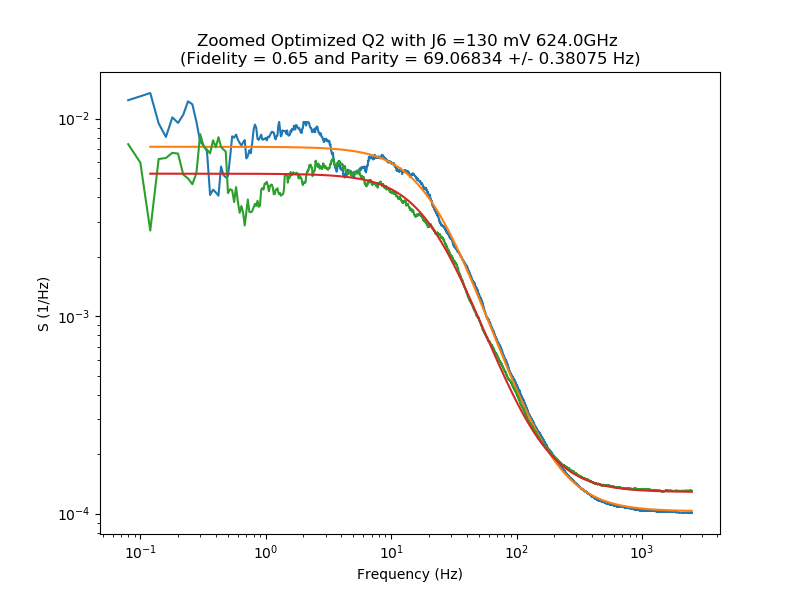 Zoomed Optimized Q2 with J6 =130 mV 624.0GHz
(Fidelity = 0.65 and Parity = 69.06834 +/- 0.38075 Hz)
S (1/Hz)
10⁻²
10⁻³
10⁻⁴
10⁻¹ 10⁰ 10¹ 10² 10³
Frequency (Hz)